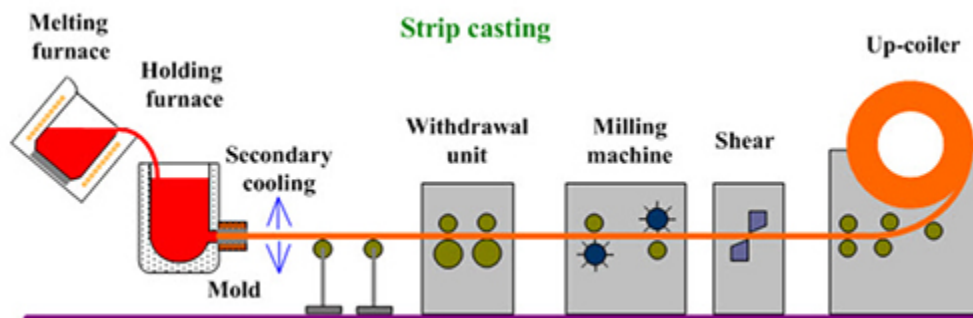 Strip casting
Melting
furnace
Holding
furnace
Secondary
cooling
Mold
Withdrawal
unit
Milling
machine
Shear
Up-coiler